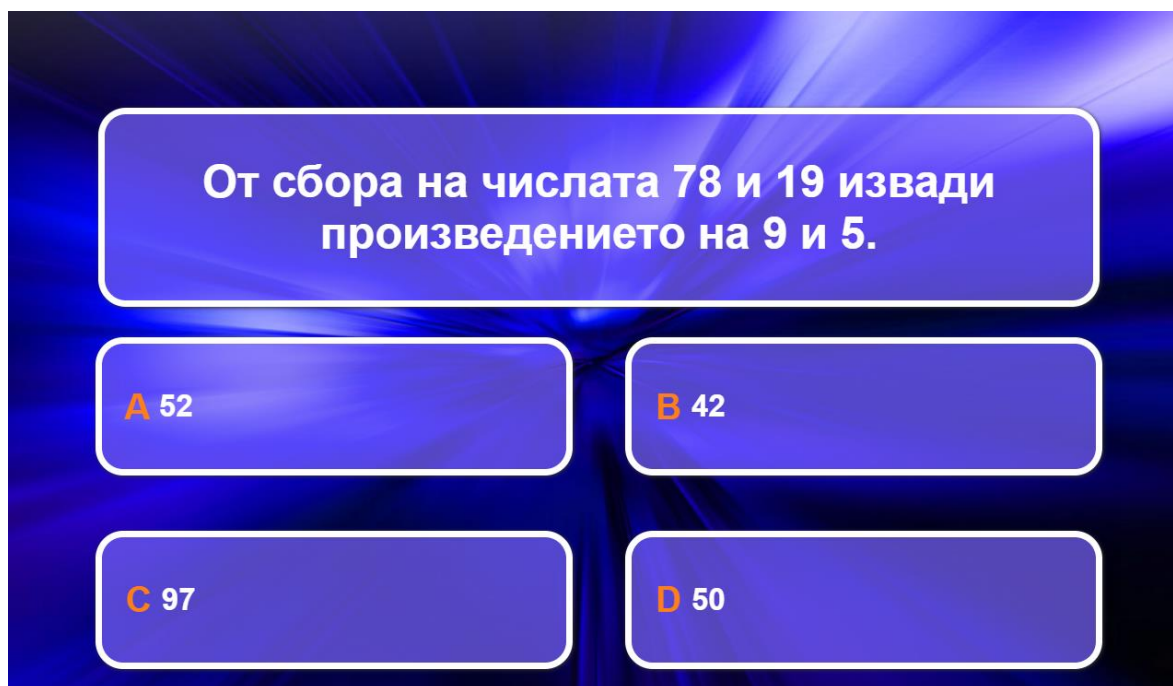 От сбора на числата 78 и 19 извади
произведението на 9 и 5.
A 52
B 42
C 97
D 50